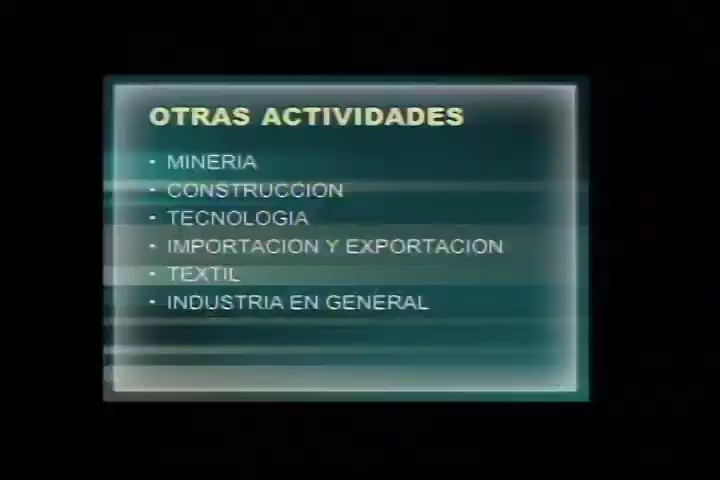 OTRAS ACTIVIDADES
• MINERIA
• CONSTRUCCION
• TECNOLOGIA
• IMPORTACION Y EXPORTACION
• TEXTIL
• INDUSTRIA EN GENERAL